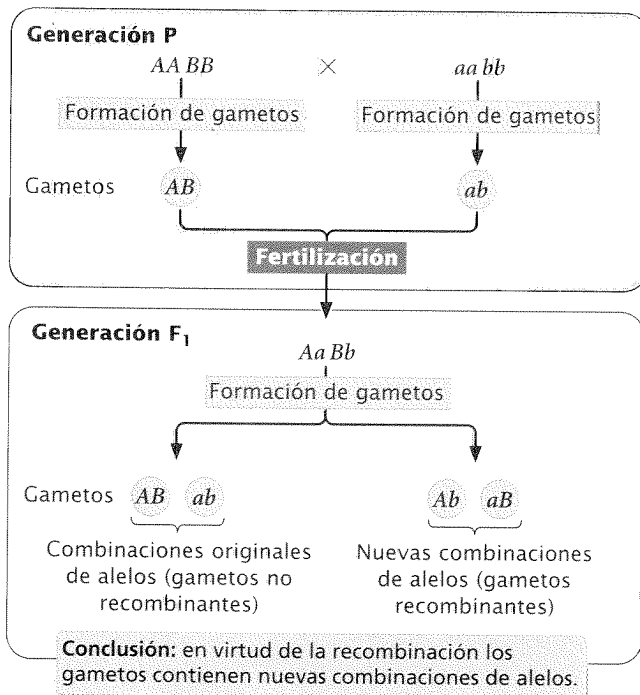 Generación P
AA BB × aa bb
Formación de gametos Formación de gametos
Gametos AB ab
Fertilización
Generación F1
Aa Bb
Formación de gametos
Gametos AB ab Ab aB
Combinaciones originales
de alelos (gametos no
recombinantes)
Nuevas combinaciones
de alelos (gametos
recombinantes)
Conclusión: en virtud de la recombinación los
gametos contienen nuevas combinaciones de alelos.